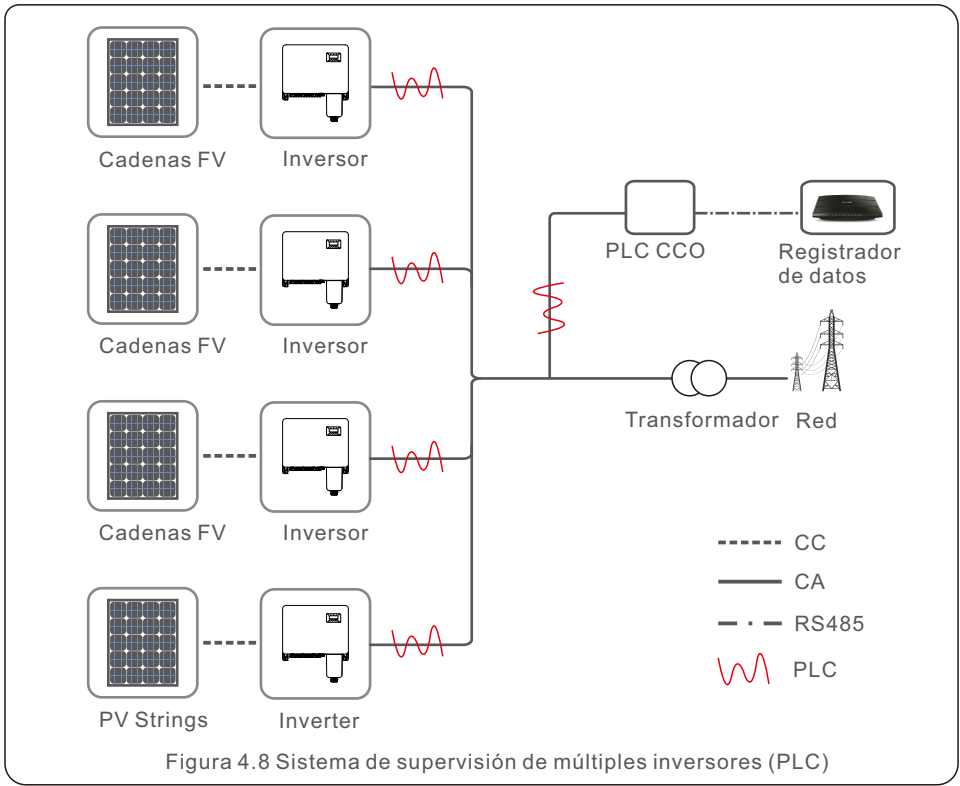 Cadenas FV
Inversor
Cadenas FV
Inversor
PLC CCO
Registrador
de datos
Transformador
Red
Cadenas FV
Inversor
CC
CA
RS485
PLC
PV Strings
Inverter
Figura 4.8 Sistema de supervisión de múltiples inversores (PLC)